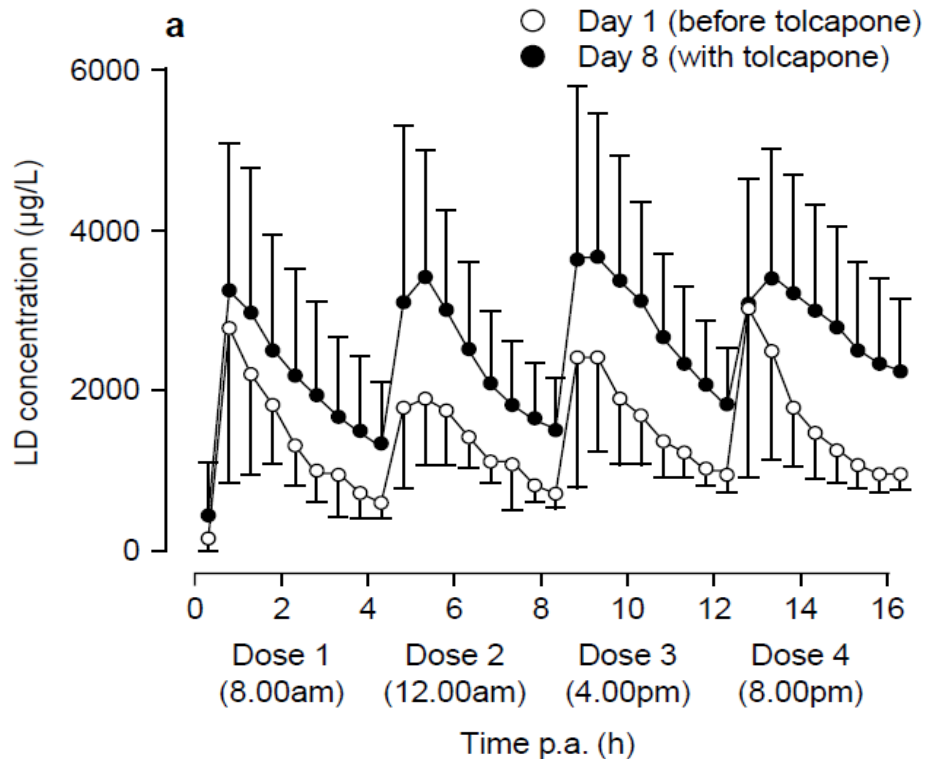 a
Day 1 (before tolcapone)
Day 8 (with tolcapone)
LD concentration (µg/L)
6000
4000
2000
0
0 2 4 6 8 10 12 14 16
Dose 1 Dose 2 Dose 3 Dose 4
(8.00am) (12.00am) (4.00pm) (8.00pm)
Time p.a. (h)